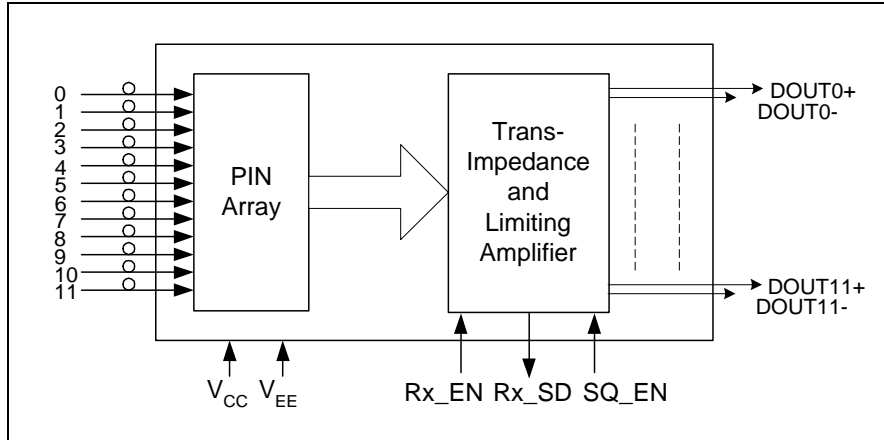 0
1
2
3
4
5
6
7
8
9
10
11
PIN
Array
Trans-
Impedance
and
Limiting
Amplifier
DOUT0+
DOUT0-
DOUT11+
DOUT11-
VCC VEE Rx_EN Rx_SD SQ_EN